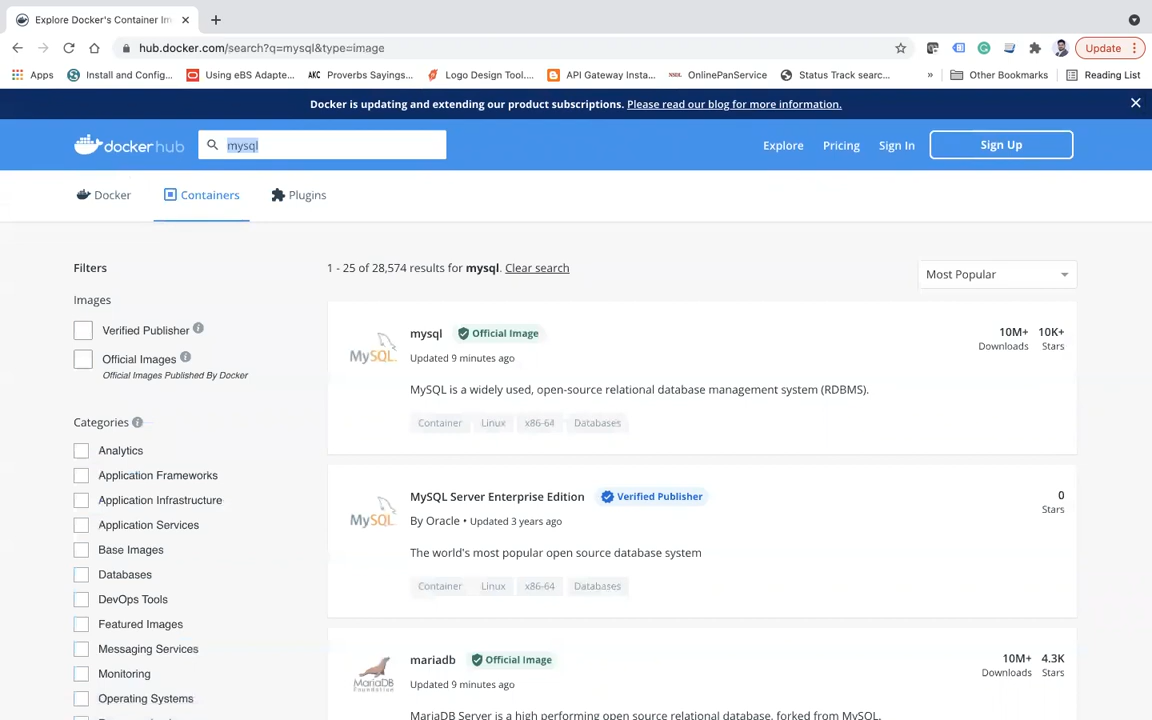 Explore Docker's Container Im
hub.docker.com/search?q=mysql&type=image
Update
Apps
Install and Config...
Using eBS Adapte...
AKC Proverbs Sayings...
Logo Design Tool....
API Gateway Insta...
NSDL OnlinePanService
Status Track searc...
»
Other Bookmarks
Reading List
Docker is updating and extending our product subscriptions. Please read our blog for more information.
dockerhub
mysql
Explore
Pricing
Sign In
Sign Up
Docker
Containers
Plugins
Filters
1 - 25 of 28,574 results for mysql. Clear search
Most Popular
Images
Verified Publisher
Official Images
Official Images Published By Docker
Categories
Analytics
Application Frameworks
Application Infrastructure
Application Services
Base Images
Databases
DevOps Tools
Featured Images
Messaging Services
Monitoring
Operating Systems
MySQL
mysql
Official Image
Updated 9 minutes ago
10M+
Downloads
10K+
Stars
MySQL is a widely used, open-source relational database management system (RDBMS).
Container
Linux
x86-64
Databases
MySQL
MySQL Server Enterprise Edition
Verified Publisher
By Oracle • Updated 3 years ago
0
Stars
The world's most popular open source database system
Container
Linux
x86-64
Databases
MariaDB
Foundation
mariadb
Official Image
Updated 9 minutes ago
10M+
Downloads
4.3K
Stars
MariaDB Server is a high performing open source relational database, forked from MySQL.